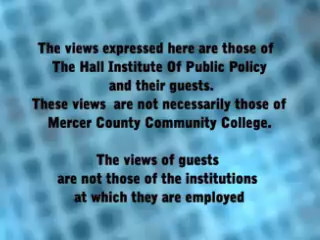 The views expressed here are those of
The Hall Institute Of Public Policy
and their guests.
These views are not necessarily those of
Mercer County Community College.
The views of guests
are not those of the institutions
at which they are employed